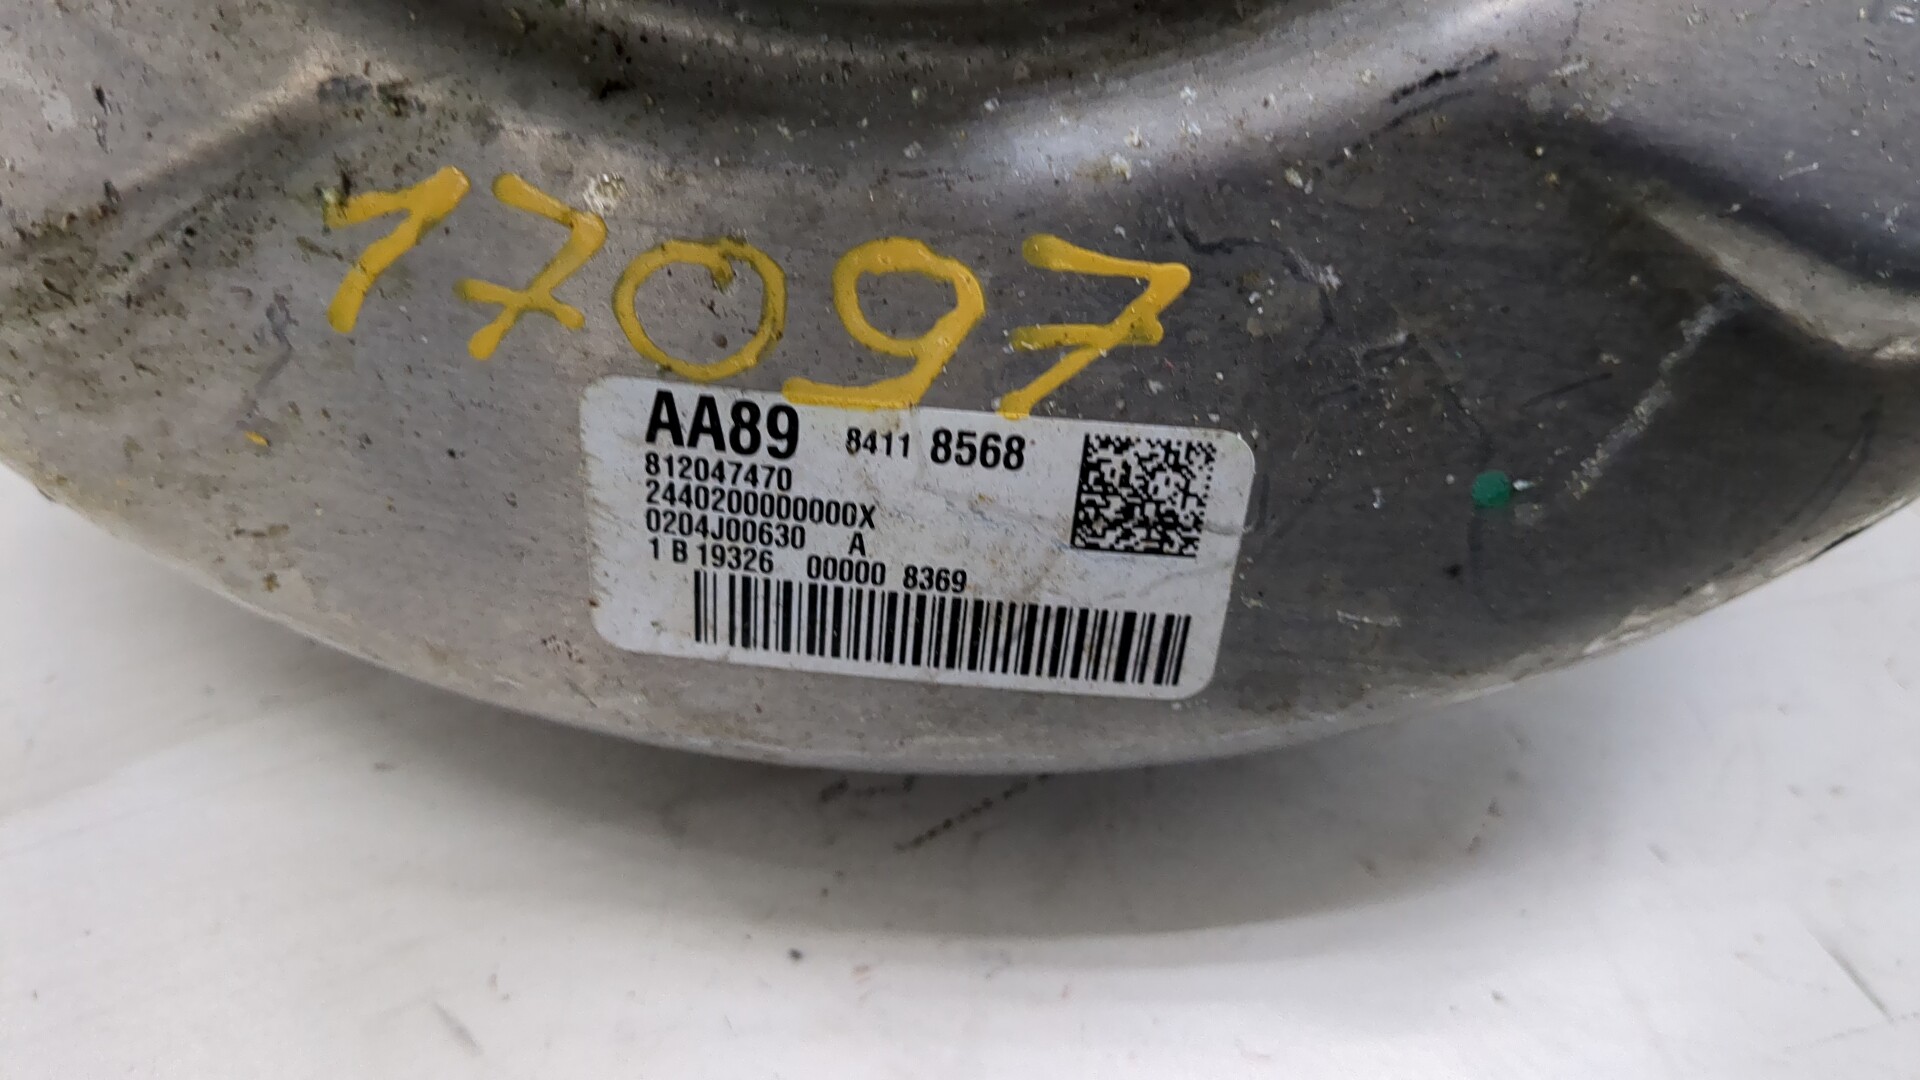 17097
AA89 8411 8568
812047470
2440200000000X
0204J00630 A
1 B 19326 00000 8369